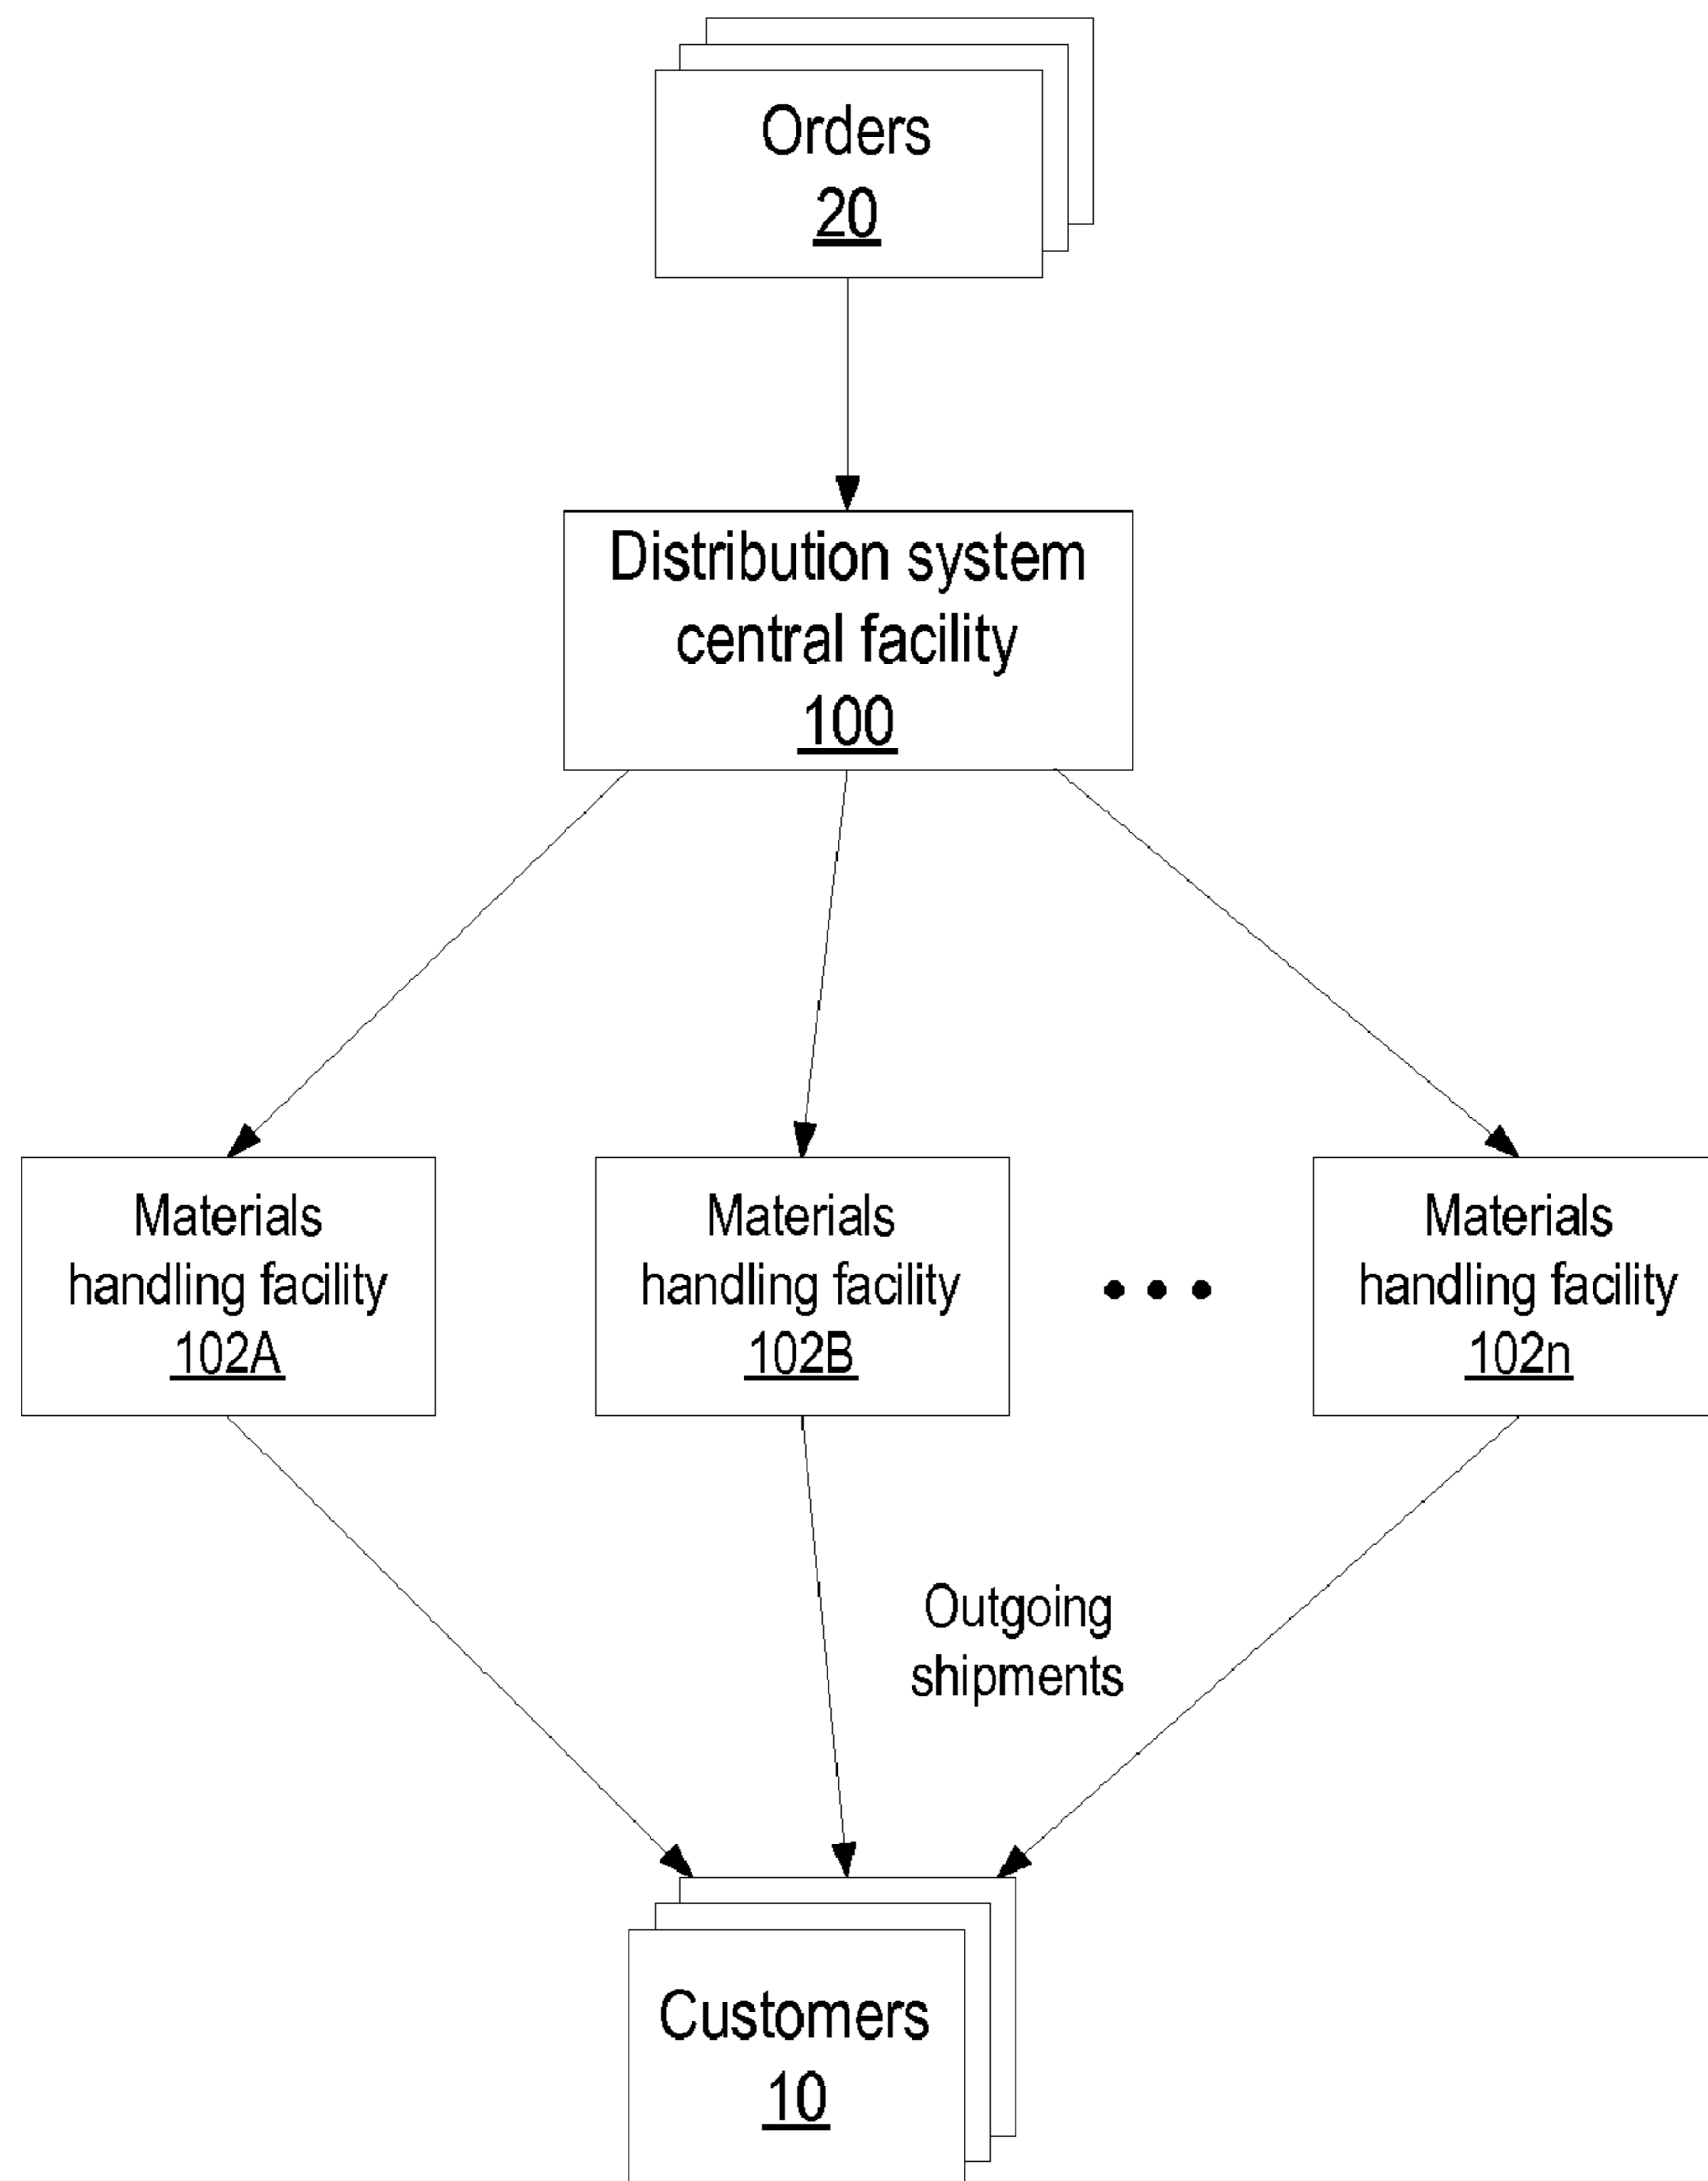 Orders
20
Distribution system
central facility
100
Materials
handling facility
102A
Materials
handling facility
102B
• • •
Materials
handling facility
102n
Outgoing
shipments
Customers
10